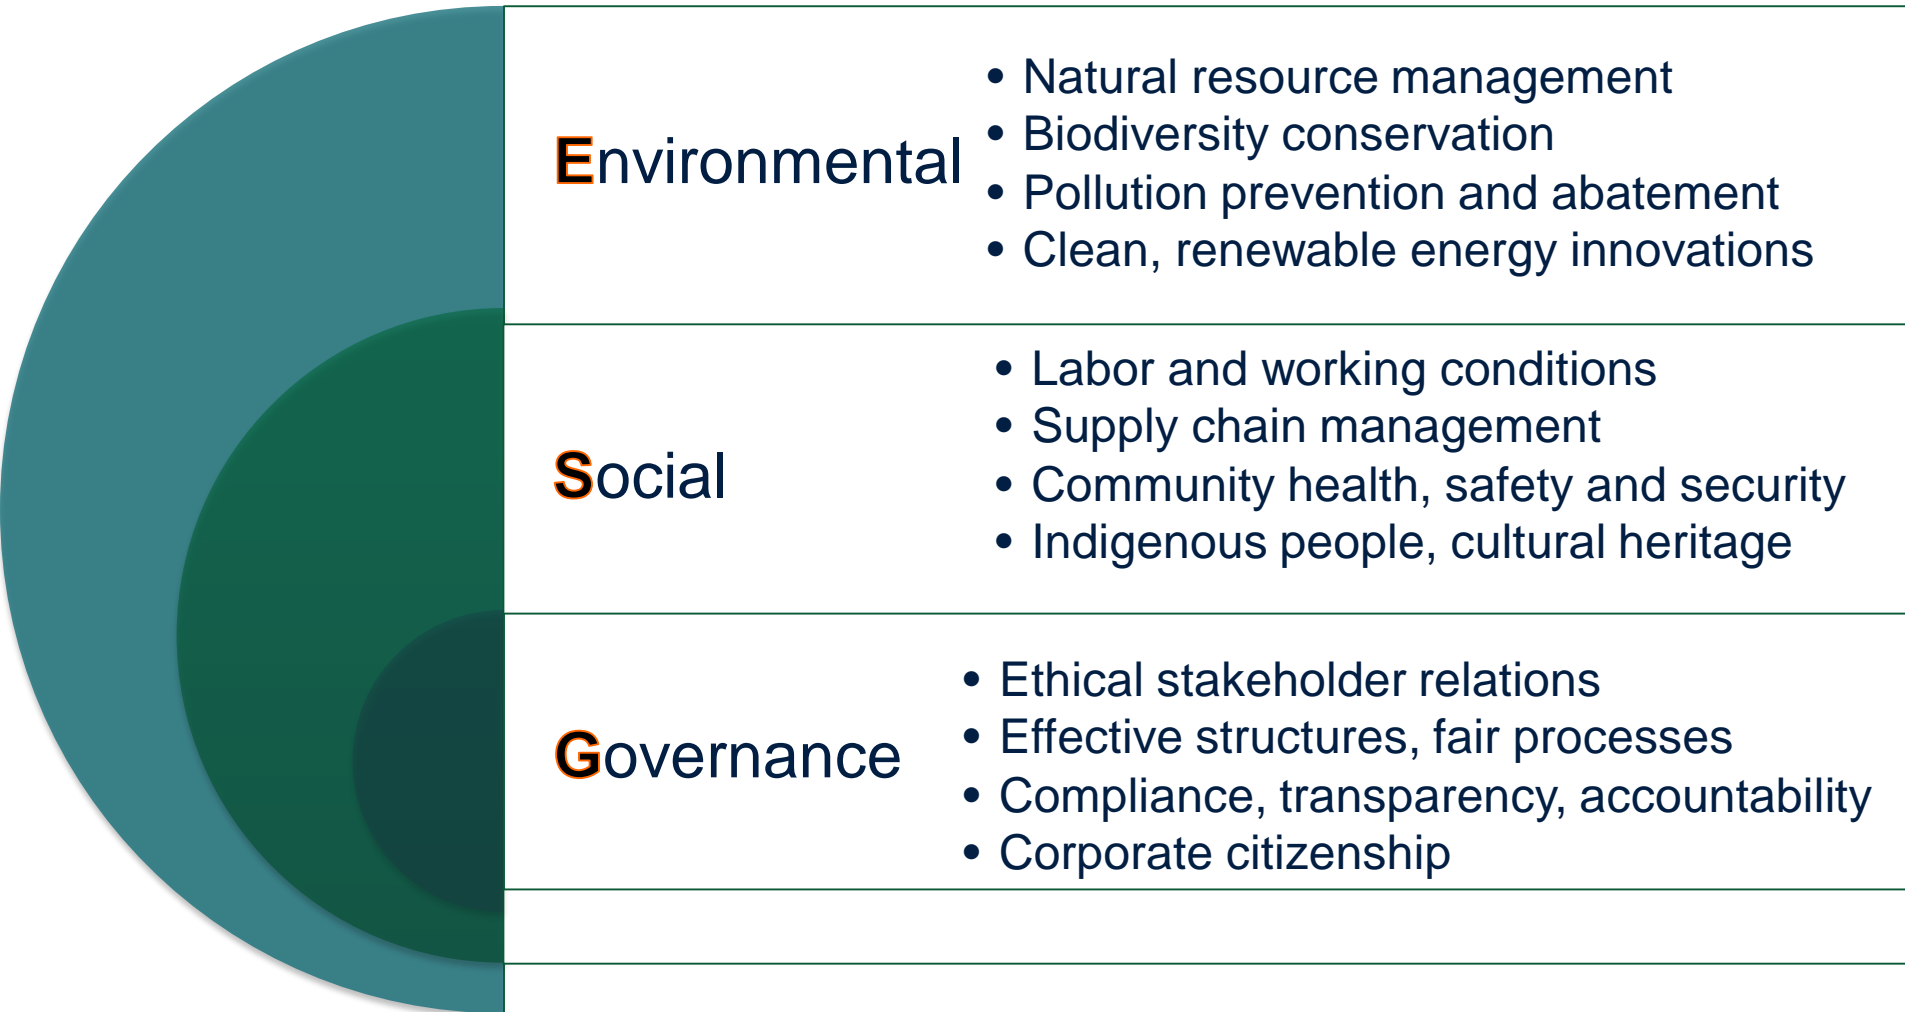 Environmental
• Natural resource management
• Biodiversity conservation
• Pollution prevention and abatement
• Clean, renewable energy innovations
Social
• Labor and working conditions
• Supply chain management
• Community health, safety and security
• Indigenous people, cultural heritage
Governance
• Ethical stakeholder relations
• Effective structures, fair processes
• Compliance, transparency, accountability
• Corporate citizenship